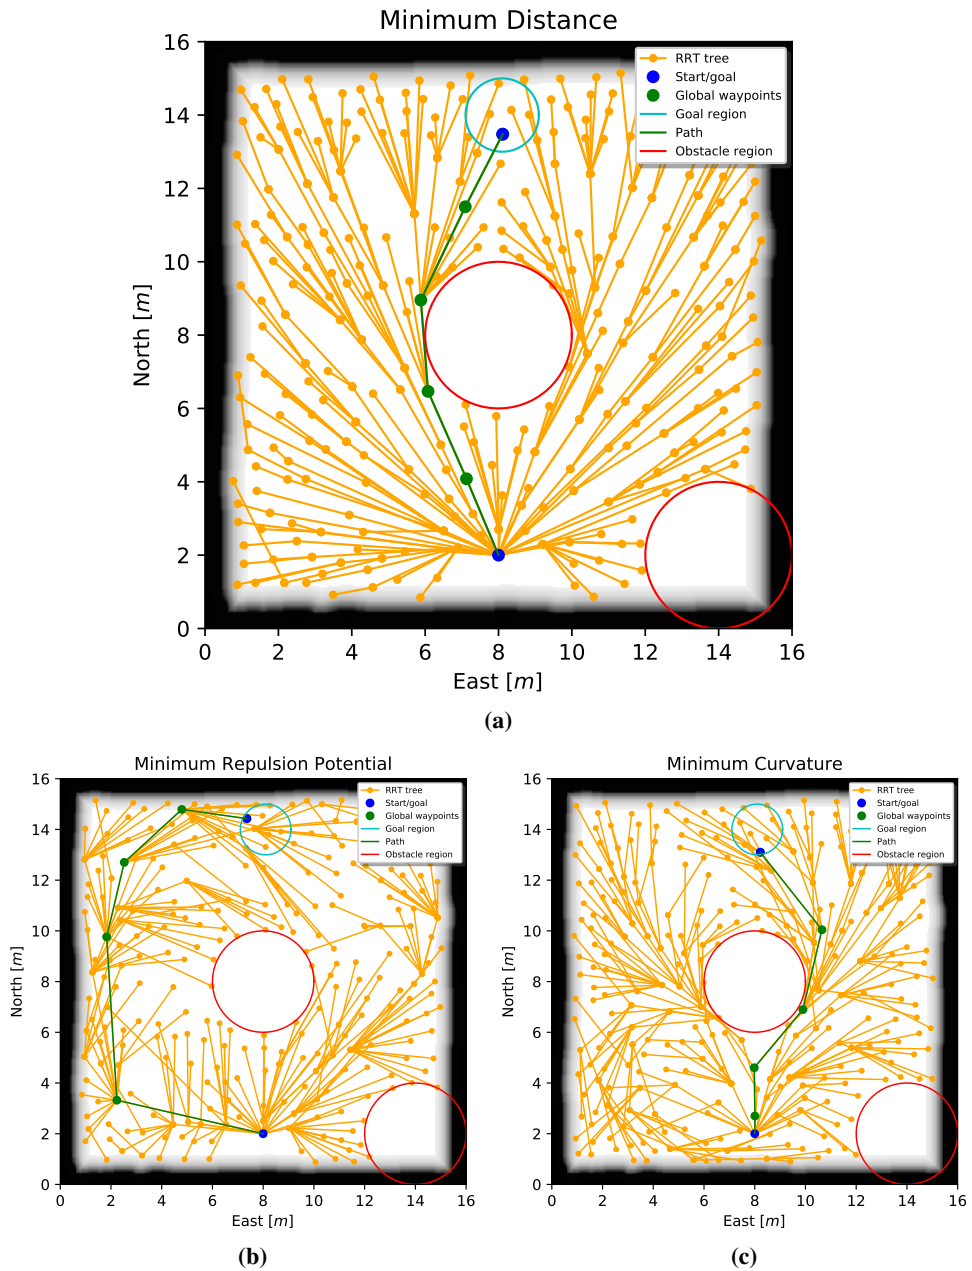 Minimum Distance
16
14
12
10
8
6
4
2
0
North [m]
RRT tree
Start/goal
Global waypoints
Goal region
Path
Obstacle region
0 2 4 6 8 10 12 14 16
East [m]
(a)
Minimum Repulsion Potential
16
14
12
10
8
6
4
2
0
North [m]
RRT tree
Start/goal
Global waypoints
Goal region
Path
Obstacle region
0 2 4 6 8 10 12 14 16
East [m]
(b)
Minimum Curvature
16
14
12
10
8
6
4
2
0
North [m]
RRT tree
Start/goal
Global waypoints
Goal region
Path
Obstacle region
0 2 4 6 8 10 12 14 16
East [m]
(c)